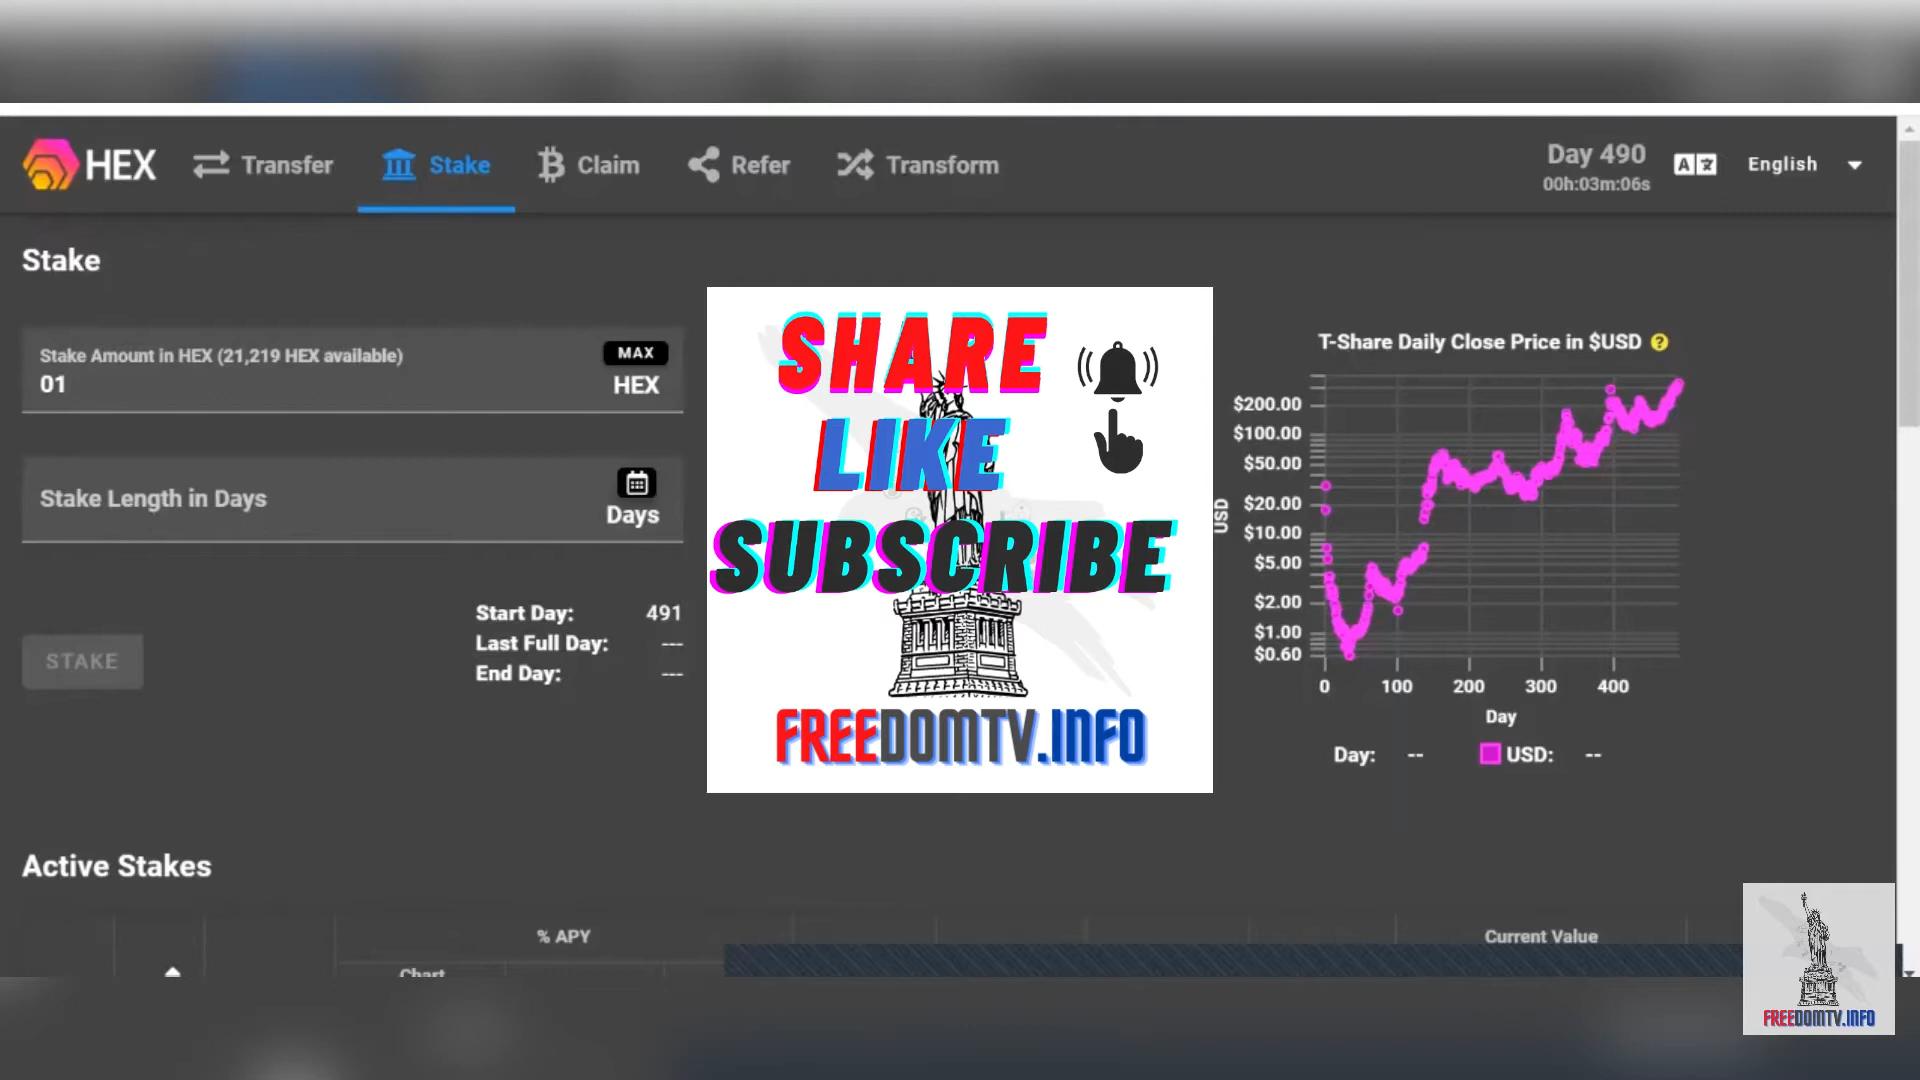 HEX
Transfer
Stake
Claim
Refer
Transform
Day 490
00h:03m:06s
English
Stake
Stake Amount in HEX (21,219 HEX available)
MAX
01
HEX
Stake Length in Days
Days
STAKE
Start Day: 491
Last Full Day: ---
End Day: ---
SHARE
LIKE
SUBSCRIBE
FREEDOMTV.INFO
T-Share Daily Close Price in $USD ?
$200.00
$100.00
$50.00
$20.00
$10.00
$5.00
$2.00
$1.00
$0.60
USD
0 100 200 300 400
Day
Day: -- USD: --
Active Stakes
% APY
Current Value
Chart
FREEDOMTV.INFO